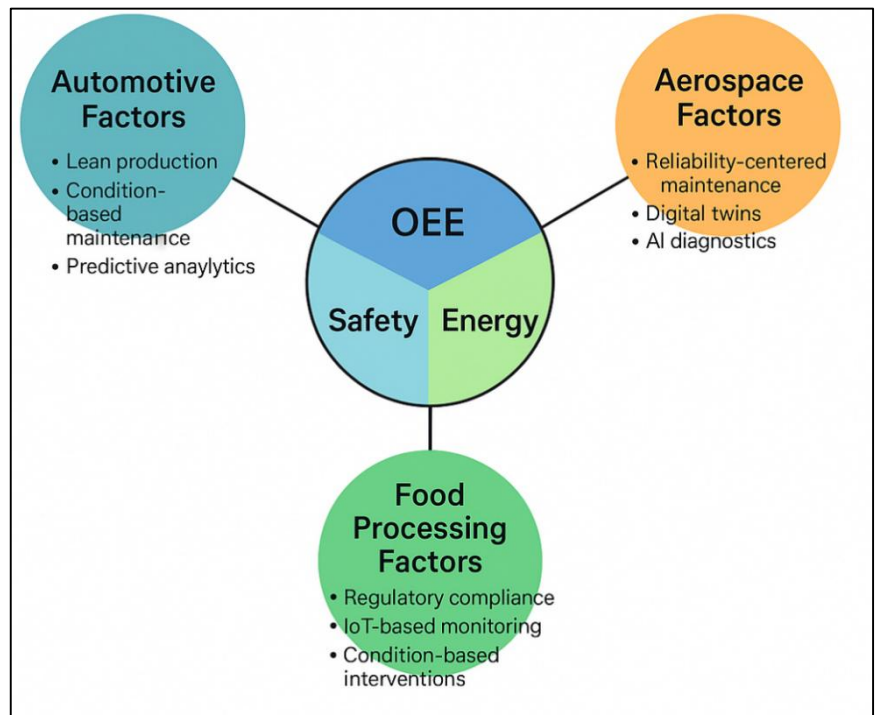 Automotive
Factors
• Lean production
• Condition-
based
maintenance
• Predictive anaylytics
Aerospace
Factors
• Reliability-centered
maintenance
• Digital twins
• AI diagnostics
OEE
Safety
Energy
Food
Processing
Factors
• Regulatory compliance
• IoT-based monitoring
• Condition-based
interventions